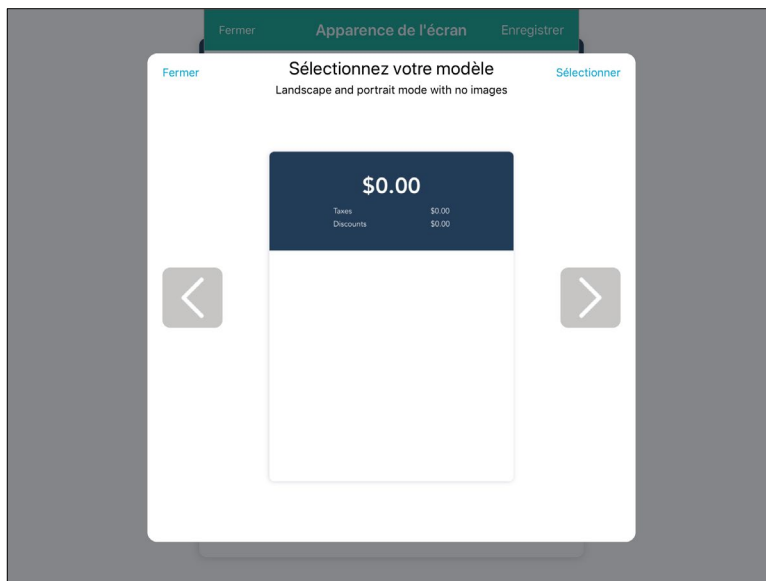 Fermer Apparence de l'écran Enregistrer
Fermer Sélectionnez votre modèle Sélectionner
Landscape and portrait mode with no images
$0.00
Taxes $0.00
Discounts $0.00